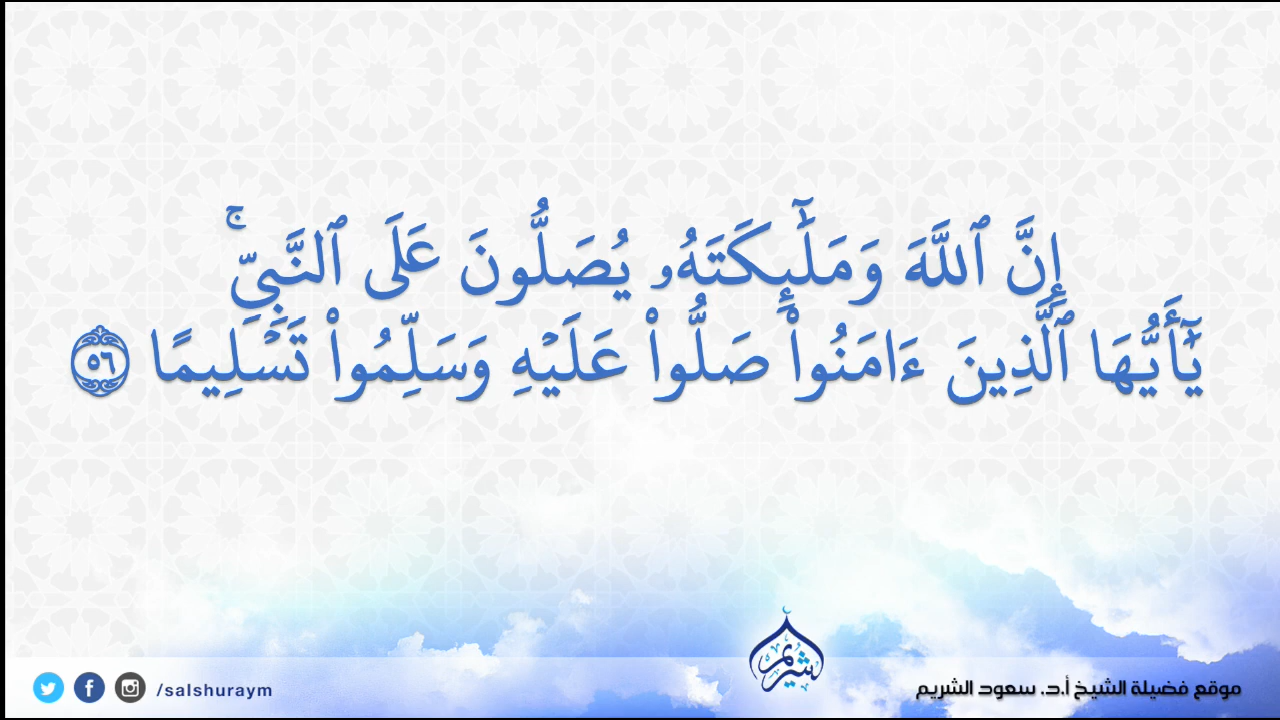 إِنَّ ٱللَّهَ وَمَلَٰٓئِكَتَهُۥ يُصَلُّونَ عَلَى ٱلنَّبِيِّۚ
يَٰٓأَيُّهَا ٱلَّذِينَ ءَامَنُوا۟ صَلُّوا۟ عَلَيْهِ وَسَلِّمُوا۟ تَسْلِيمًا ٥٦
شريم
/salshuraym
موقع فضيلة الشيخ أ.د. سعود الشريم